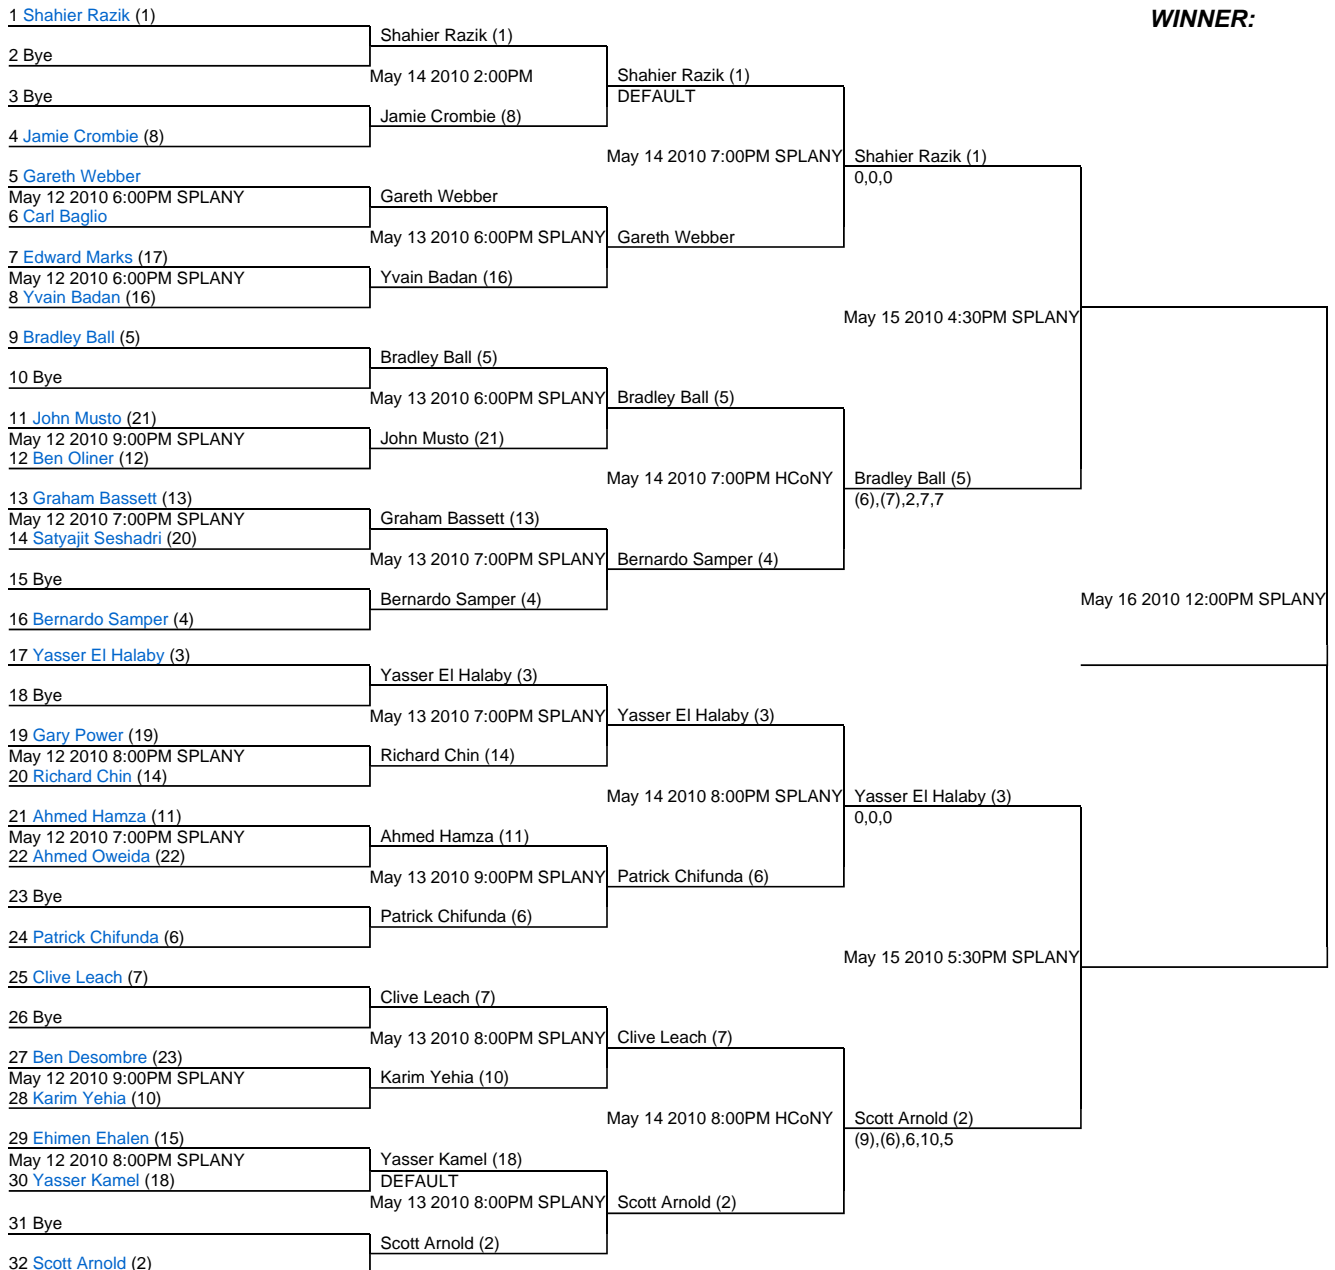 WINNER:
1 Shahier Razik (1)
Shahier Razik (1)
2 Bye
May 14 2010 2:00PM
Shahier Razik (1)
DEFAULT
3 Bye
Jamie Crombie (8)
4 Jamie Crombie (8)
May 14 2010 7:00PM SPLANY
Shahier Razik (1)
0,0,0
5 Gareth Webber
May 12 2010 6:00PM SPLANY
Gareth Webber
6 Carl Baglio
May 13 2010 6:00PM SPLANY
Gareth Webber
7 Edward Marks (17)
May 12 2010 6:00PM SPLANY
Yvain Badan (16)
8 Yvain Badan (16)
May 15 2010 4:30PM SPLANY
9 Bradley Ball (5)
Bradley Ball (5)
10 Bye
May 13 2010 6:00PM SPLANY
Bradley Ball (5)
11 John Musto (21)
May 12 2010 9:00PM SPLANY
John Musto (21)
12 Ben Oliner (12)
May 14 2010 7:00PM HCoNY
Bradley Ball (5)
(6),(7),2,7,7
13 Graham Bassett (13)
May 12 2010 7:00PM SPLANY
Graham Bassett (13)
14 Satyajit Seshadri (20)
May 13 2010 7:00PM SPLANY
Bernardo Samper (4)
15 Bye
Bernardo Samper (4)
16 Bernardo Samper (4)
May 16 2010 12:00PM SPLANY
17 Yasser El Halaby (3)
Yasser El Halaby (3)
18 Bye
May 13 2010 7:00PM SPLANY
Yasser El Halaby (3)
19 Gary Power (19)
May 12 2010 8:00PM SPLANY
Richard Chin (14)
20 Richard Chin (14)
May 14 2010 8:00PM SPLANY
Yasser El Halaby (3)
0,0,0
21 Ahmed Hamza (11)
May 12 2010 7:00PM SPLANY
Ahmed Hamza (11)
22 Ahmed Oweida (22)
May 13 2010 9:00PM SPLANY
Patrick Chifunda (6)
23 Bye
Patrick Chifunda (6)
24 Patrick Chifunda (6)
May 15 2010 5:30PM SPLANY
25 Clive Leach (7)
Clive Leach (7)
26 Bye
May 13 2010 8:00PM SPLANY
Clive Leach (7)
27 Ben Desombre (23)
May 12 2010 9:00PM SPLANY
Karim Yehia (10)
28 Karim Yehia (10)
May 14 2010 8:00PM HCoNY
Scott Arnold (2)
(9),(6),6,10,5
29 Ehimen Ehalen (15)
May 12 2010 8:00PM SPLANY
Yasser Kamel (18)
DEFAULT
30 Yasser Kamel (18)
May 13 2010 8:00PM SPLANY
Scott Arnold (2)
31 Bye
Scott Arnold (2)
32 Scott Arnold (2)